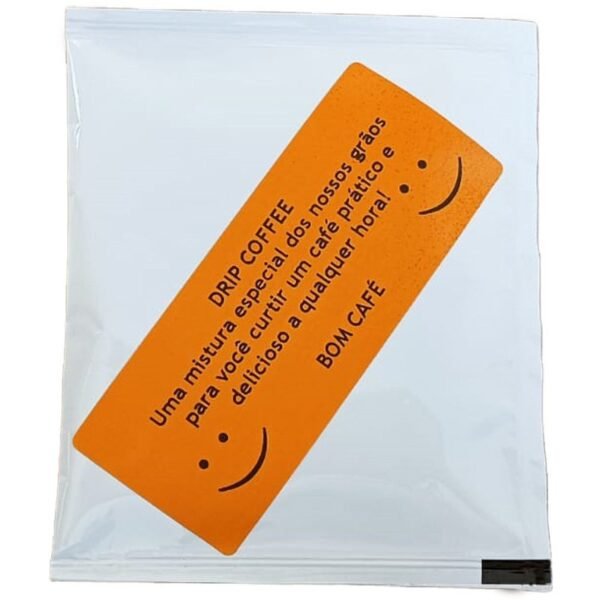 DRIP COFFEE
Uma mistura especial dos nossos grãos
para você curtir um café prático e
delicioso a qualquer hora!
BOM CAFÉ